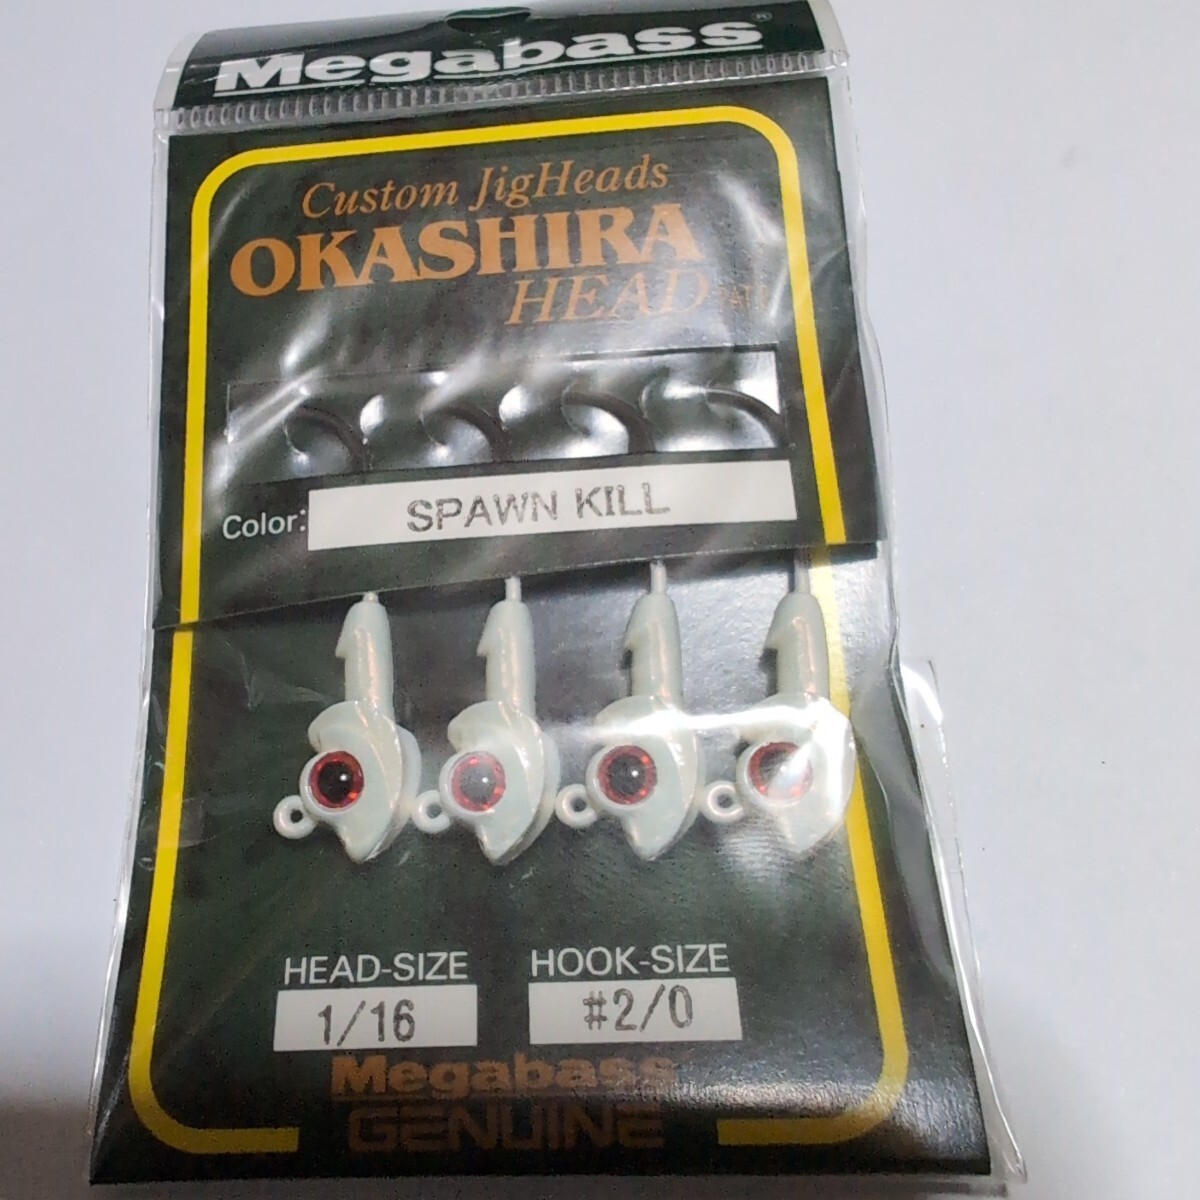 Megabass®
Custom JigHeads
OKASHIRA
HEAD
Color: SPAWN KILL
HEAD-SIZE
1/16
HOOK-SIZE
#2/0
Megabass
GENUINE